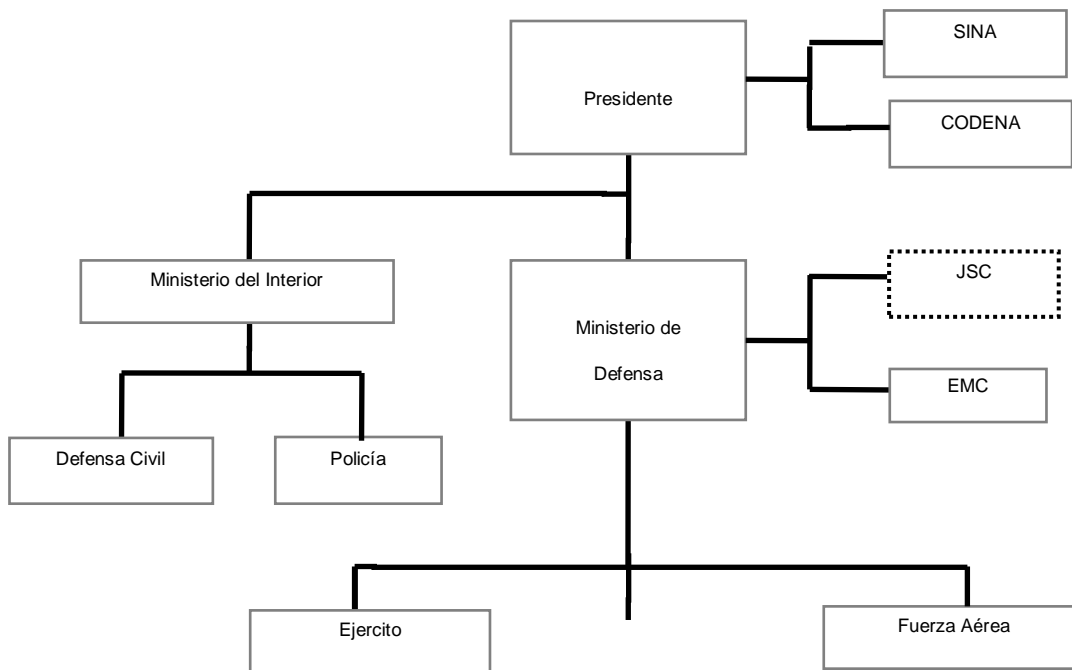 SINA
Presidente
CODENA
Ministerio del Interior
JSC
Ministerio de
Defensa
EMC
Defensa Civil
Policía
Ejercito
Fuerza Aérea